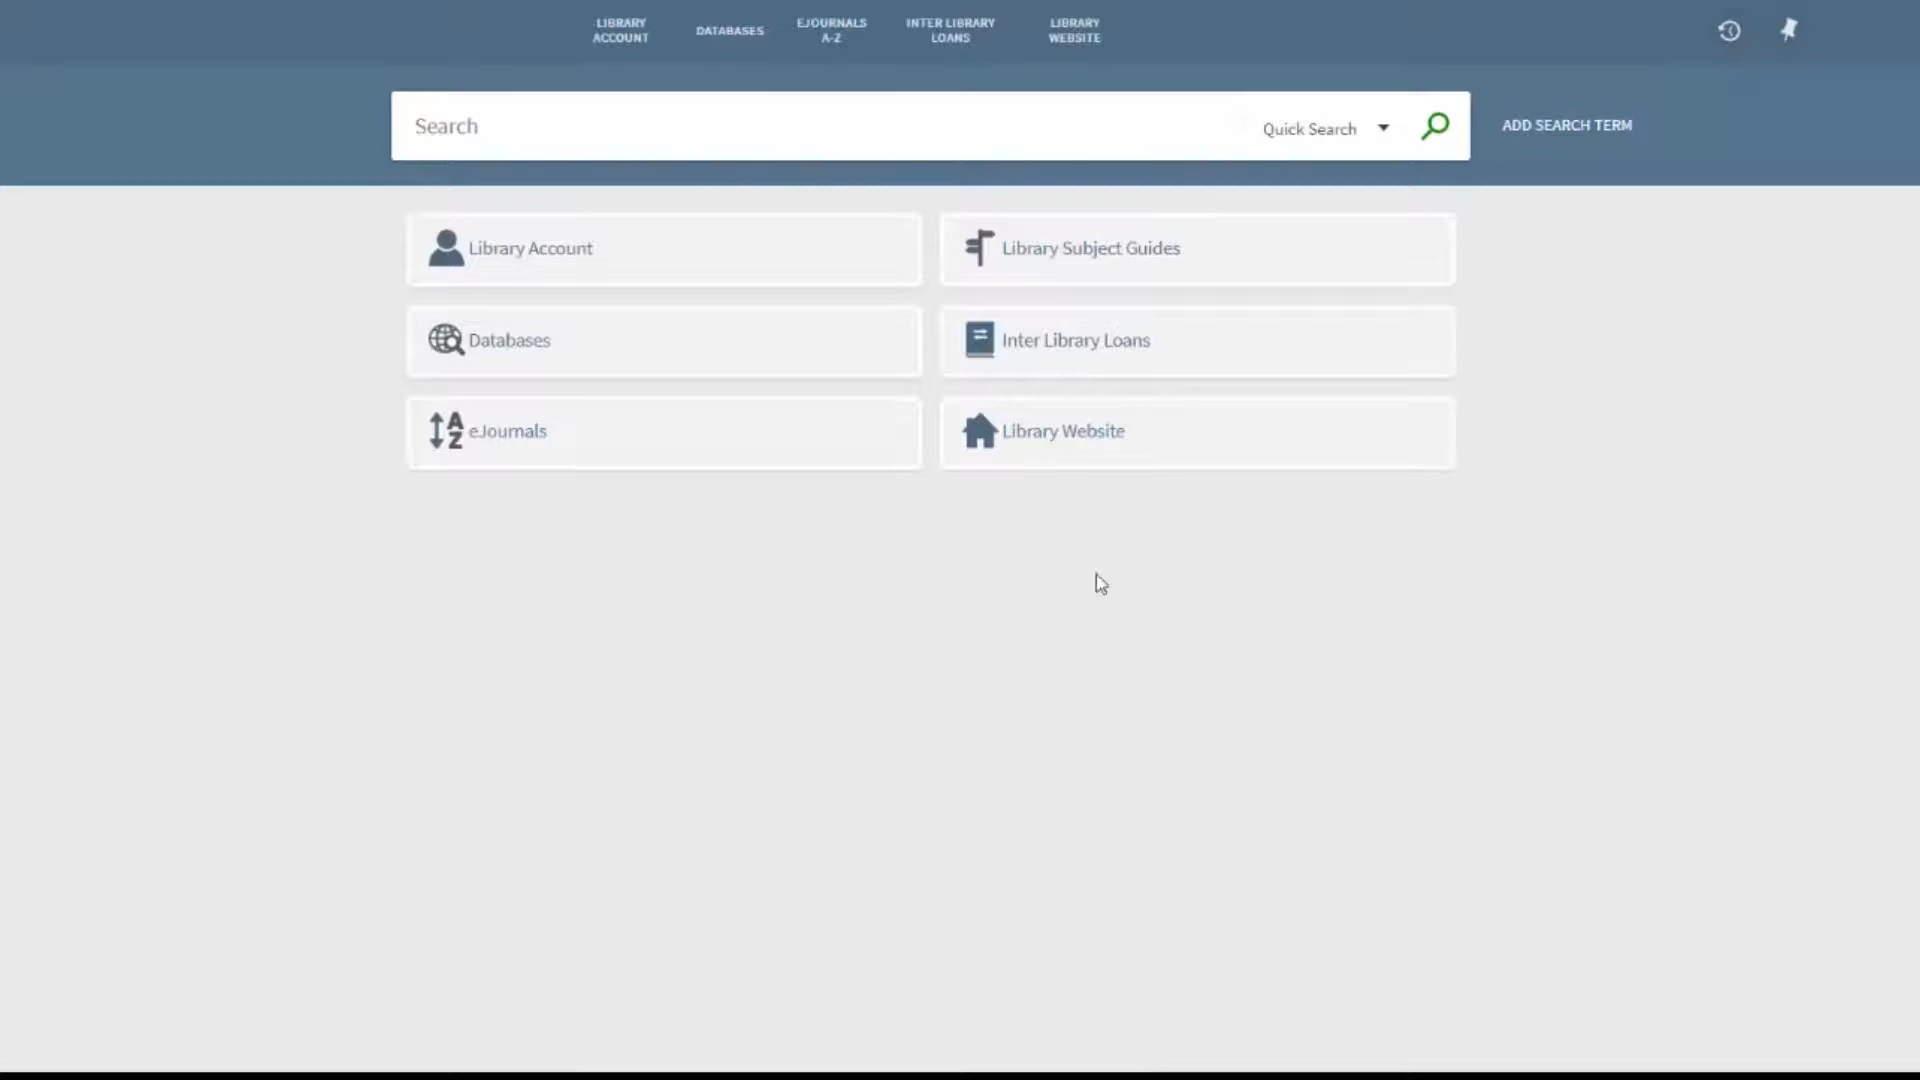 LIBRARY
ACCOUNT
DATABASES
EJOURNALS
A-Z
INTER LIBRARY
LOANS
LIBRARY
WEBSITE
Search
Quick Search
ADD SEARCH TERM
Library Account
Library Subject Guides
Databases
Inter Library Loans
A
Z
eJournals
Library Website